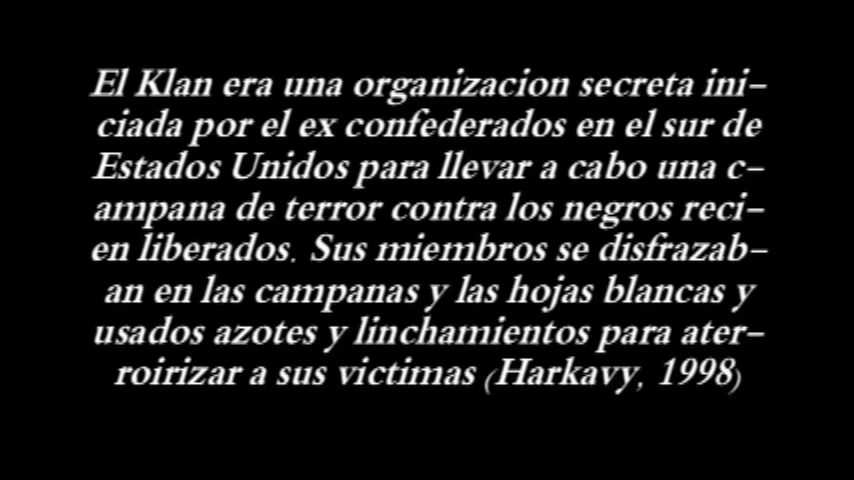 El Klan era una organizacion secreta ini-
ciada por el ex confederados en el sur de
Estados Unidos para llevar a cabo una c-
ampana de terror contra los negros reci-
en liberados. Sus miembros se disfrazab-
an en las campanas y las hojas blancas y
usados azotes y linchamientos para ater-
roirizar a sus victimas (Harkavy, 1998)